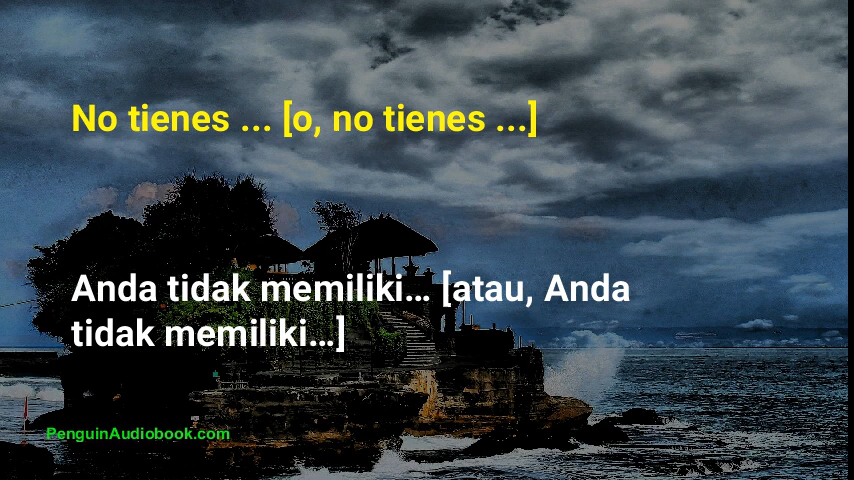 No tienes ... [o, no tienes ...]
Anda tidak memiliki… [atau, Anda
tidak memiliki…]
PenguinAudiobook.com